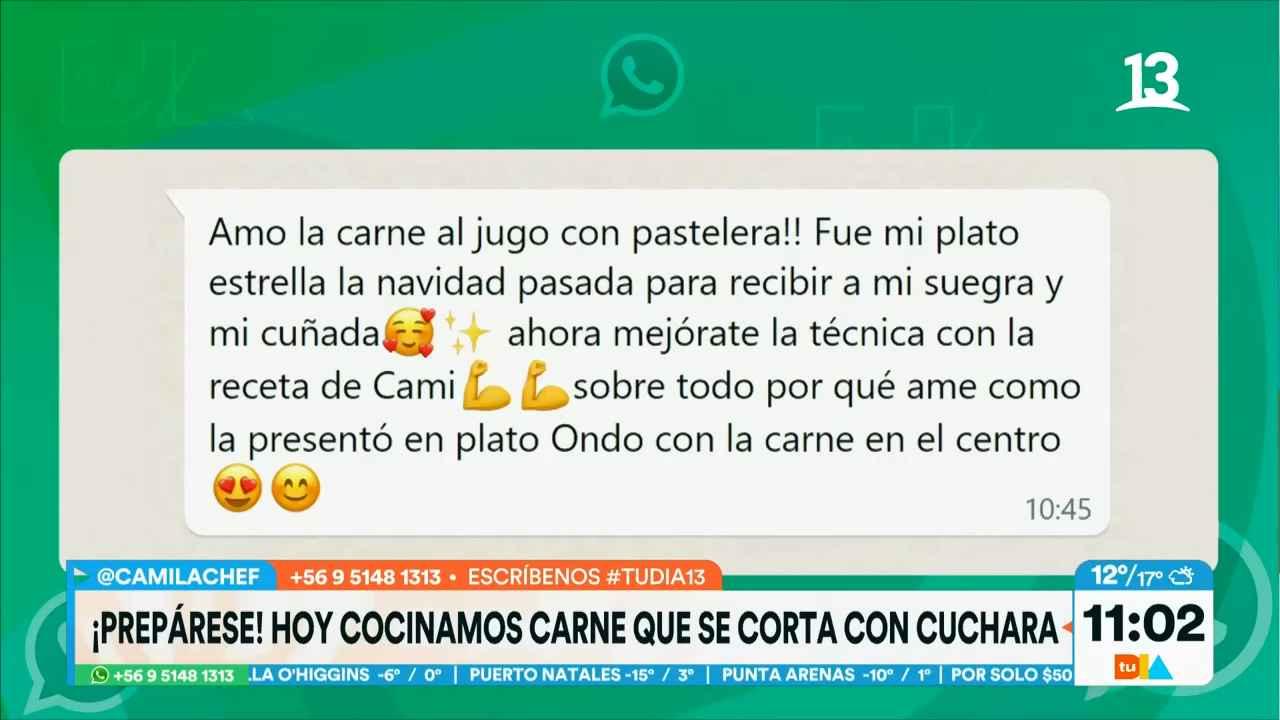 13
Amo la carne al jugo con pastelera!! Fue mi plato
estrella la navidad pasada para recibir a mi suegra y
mi cuñada🥰✨ ahora mejórate la técnica con la
receta de Cami💪💪sobre todo por qué ame como
la presentó en plato Ondo con la carne en el centro
😍😊
10:45
@CAMILACHEF +56 9 5148 1313 • ESCRÍBENOS #TUDIA13
12°/17°
¡PREPÁRESE! HOY COCINAMOS CARNE QUE SE CORTA CON CUCHARA
11:02
+56 9 5148 1313 .LA O'HIGGINS -6° / 0° | PUERTO NATALES -15° / 3° | PUNTA ARENAS -10° / 1° | POR SOLO $50
tu DIA